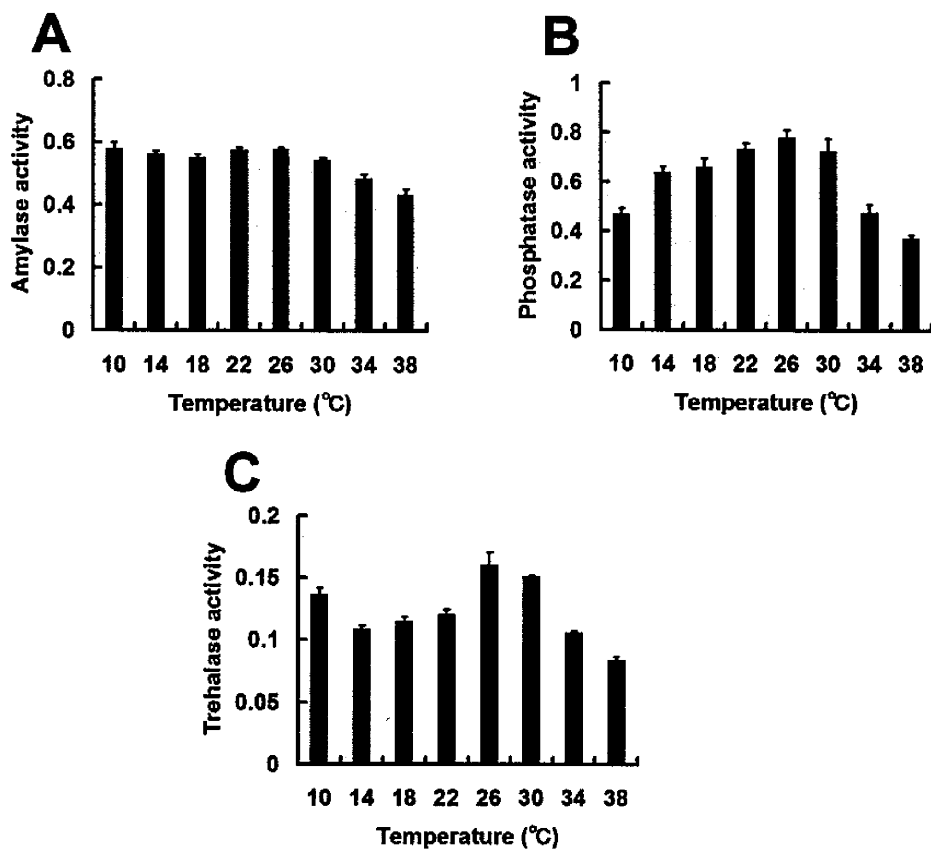 A
B
0.8
0.6
0.4
0.2
0
Amylase activity
10 14 18 22 26 30 34 38
Temperature (℃)
1
0.8
0.6
0.4
0.2
0
Phosphatase activity
10 14 18 22 26 30 34 38
Temperature (℃)
C
0.2
0.15
0.1
0.05
0
Trehalase activity
10 14 18 22 26 30 34 38
Temperature (℃)